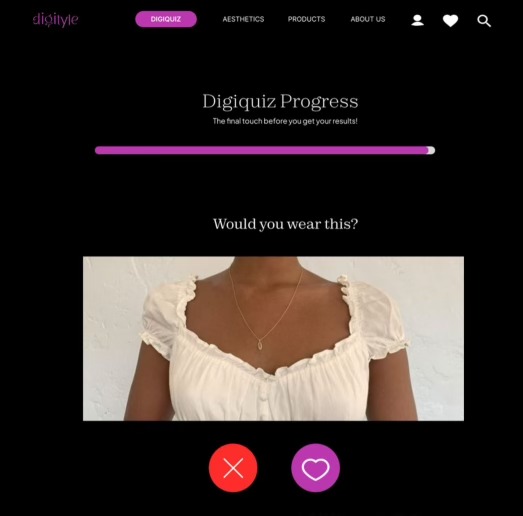 digityle
DIGIQUIZ
AESTHETICS
PRODUCTS
ABOUT US
Digiquiz Progress
The final touch before you get your results!
Would you wear this?